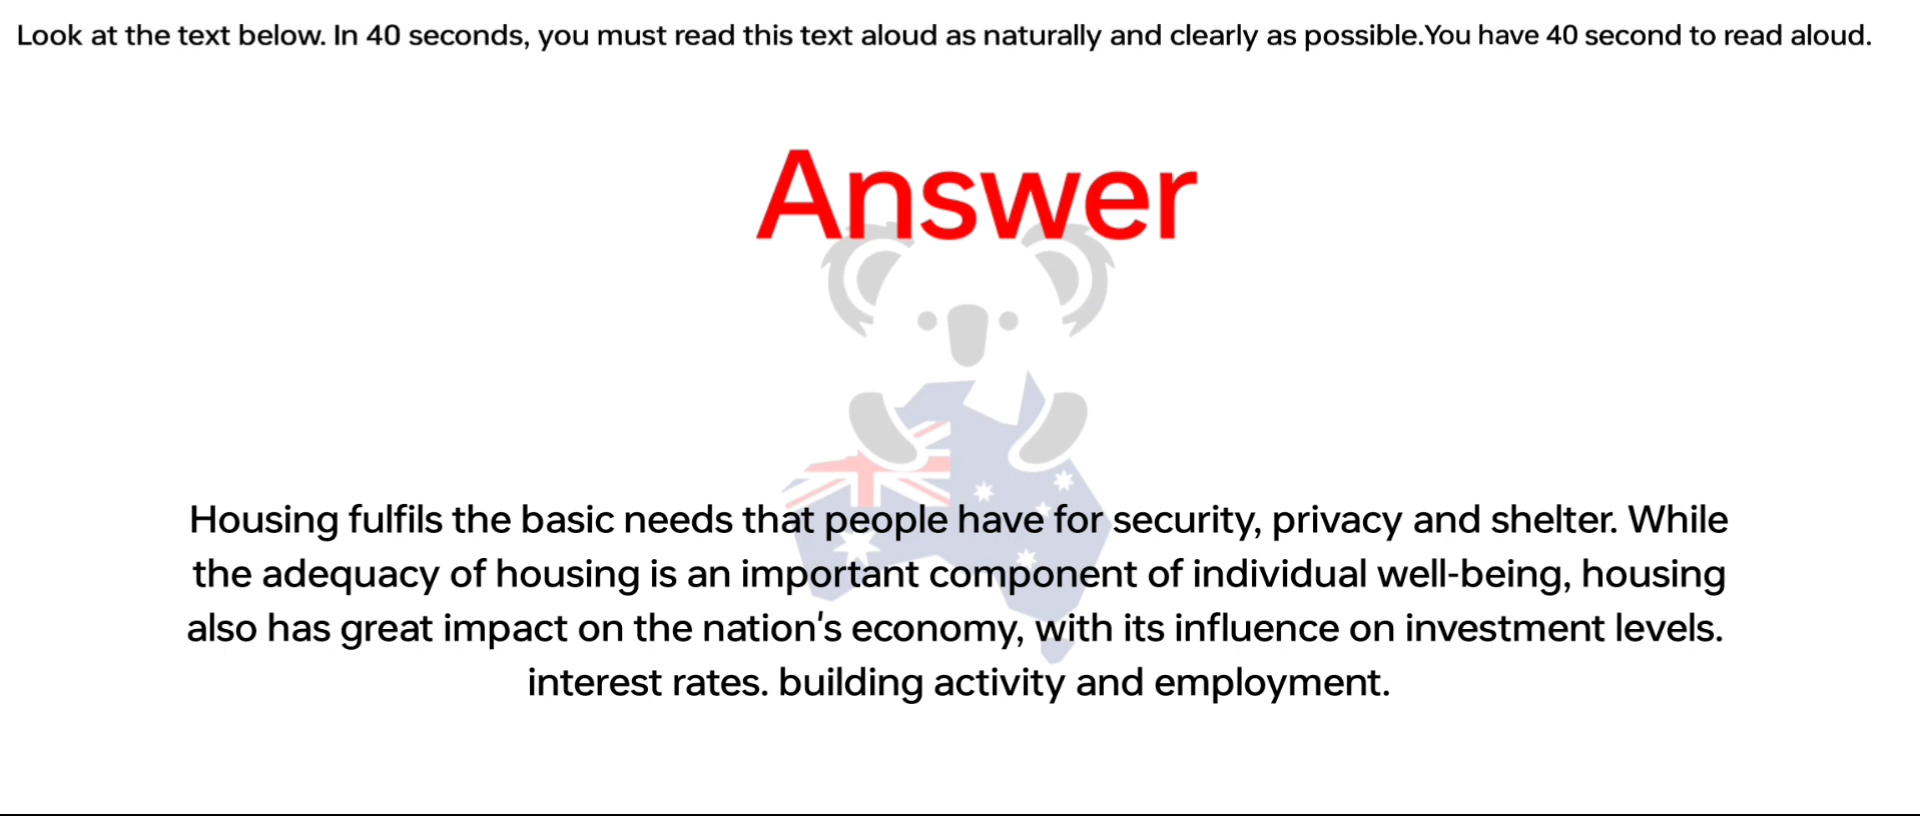 Look at the text below. In 40 seconds, you must read this text aloud as naturally and clearly as possible.You have 40 second to read aloud.
Answer
Housing fulfils the basic needs that people have for security, privacy and shelter. While
the adequacy of housing is an important component of individual well-being, housing
also has great impact on the nation's economy, with its influence on investment levels.
interest rates. building activity and employment.